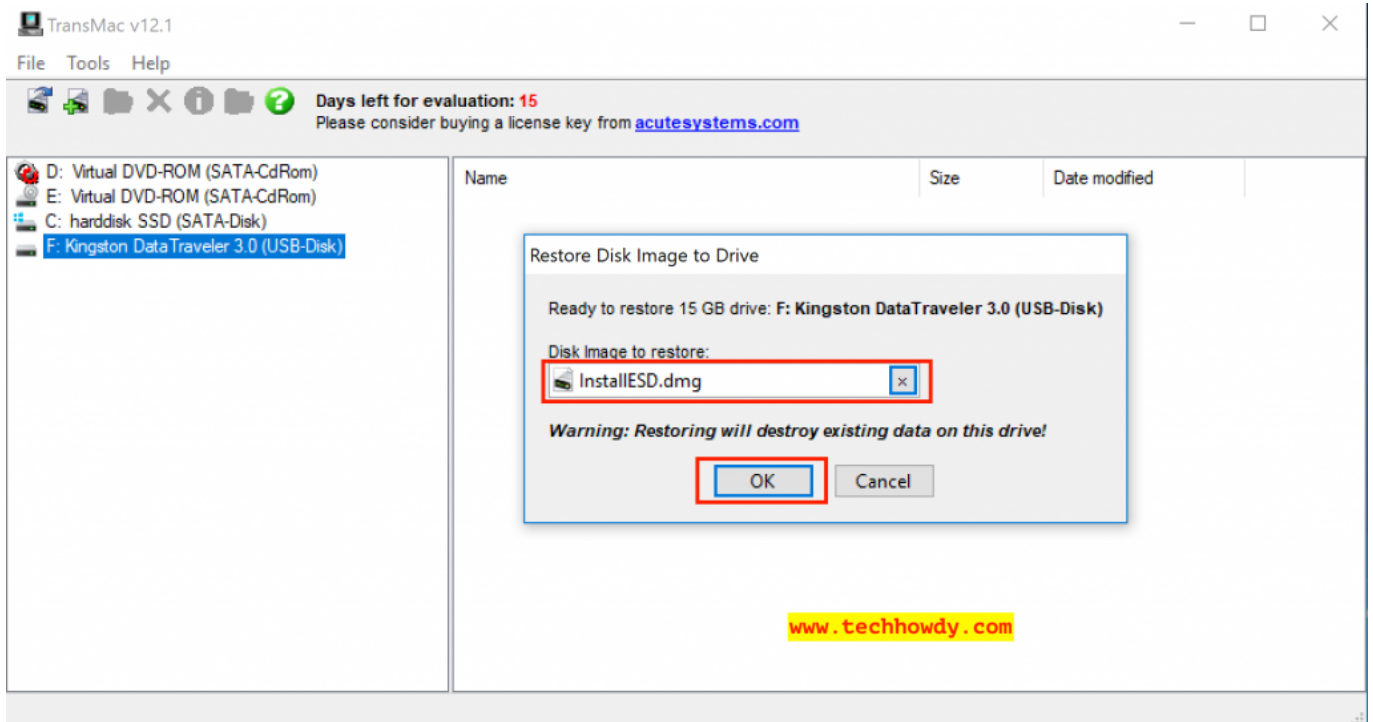 TransMac v12.1
File Tools Help
Days left for evaluation: 15
Please consider buying a license key from acutesystems.com
D: Virtual DVD-ROM (SATA-CdRom)
E: Virtual DVD-ROM (SATA-CdRom)
C: harddisk SSD (SATA-Disk)
F: Kingston DataTraveler 3.0 (USB-Disk)
Name Size Date modified
Restore Disk Image to Drive
Ready to restore 15 GB drive: F: Kingston DataTraveler 3.0 (USB-Disk)
Disk Image to restore:
InstallESD.dmg
Warning: Restoring will destroy existing data on this drive!
OK Cancel
www.techhowdy.com